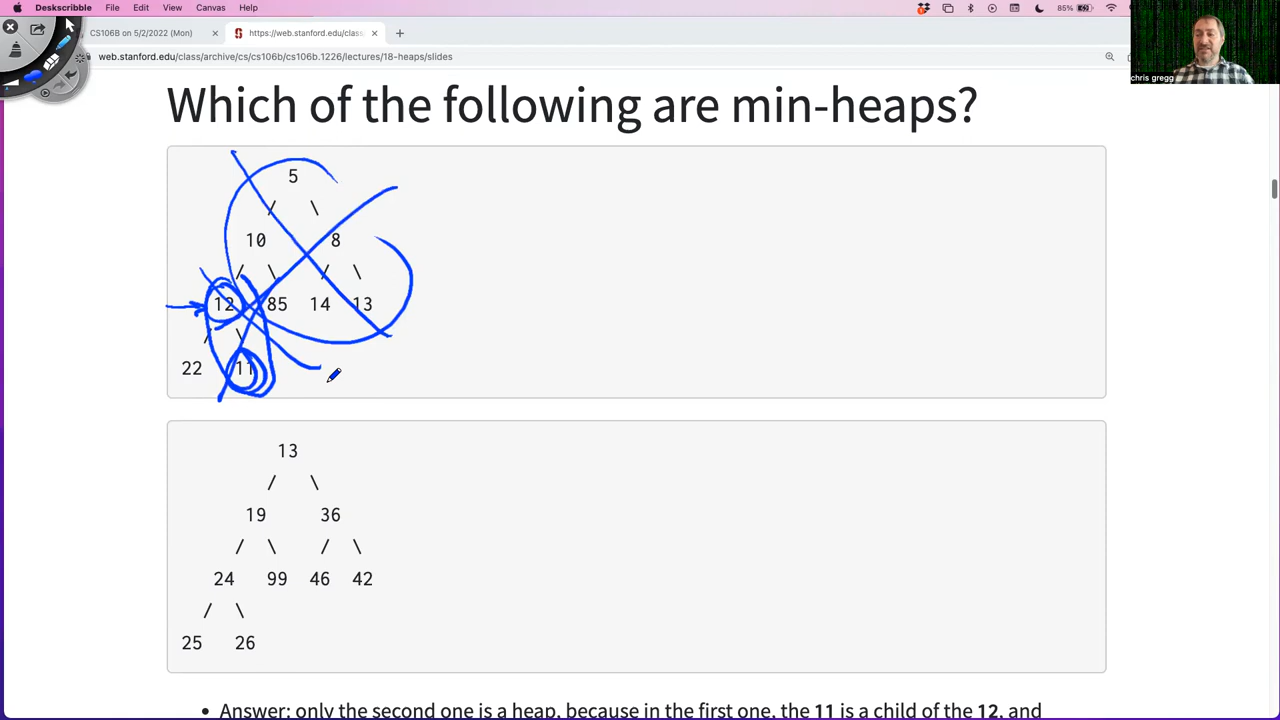 Deskscribble File Edit View Canvas Help 85%
CS106B on 5/2/2022 (Mon) https://web.stanford.edu/class
web.stanford.edu/class/archive/cs/cs106b/cs106b.1226/lectures/18-heaps/slides
chris gregg
Which of the following are min-heaps?
5
/ \
10 8
/ \ / \
12 85 14 13
/ \
22 11
13
/ \
19 36
/ \ / \
24 99 46 42
/ \
25 26
• Answer: only the second one is a heap, because in the first one, the 11 is a child of the 12, and